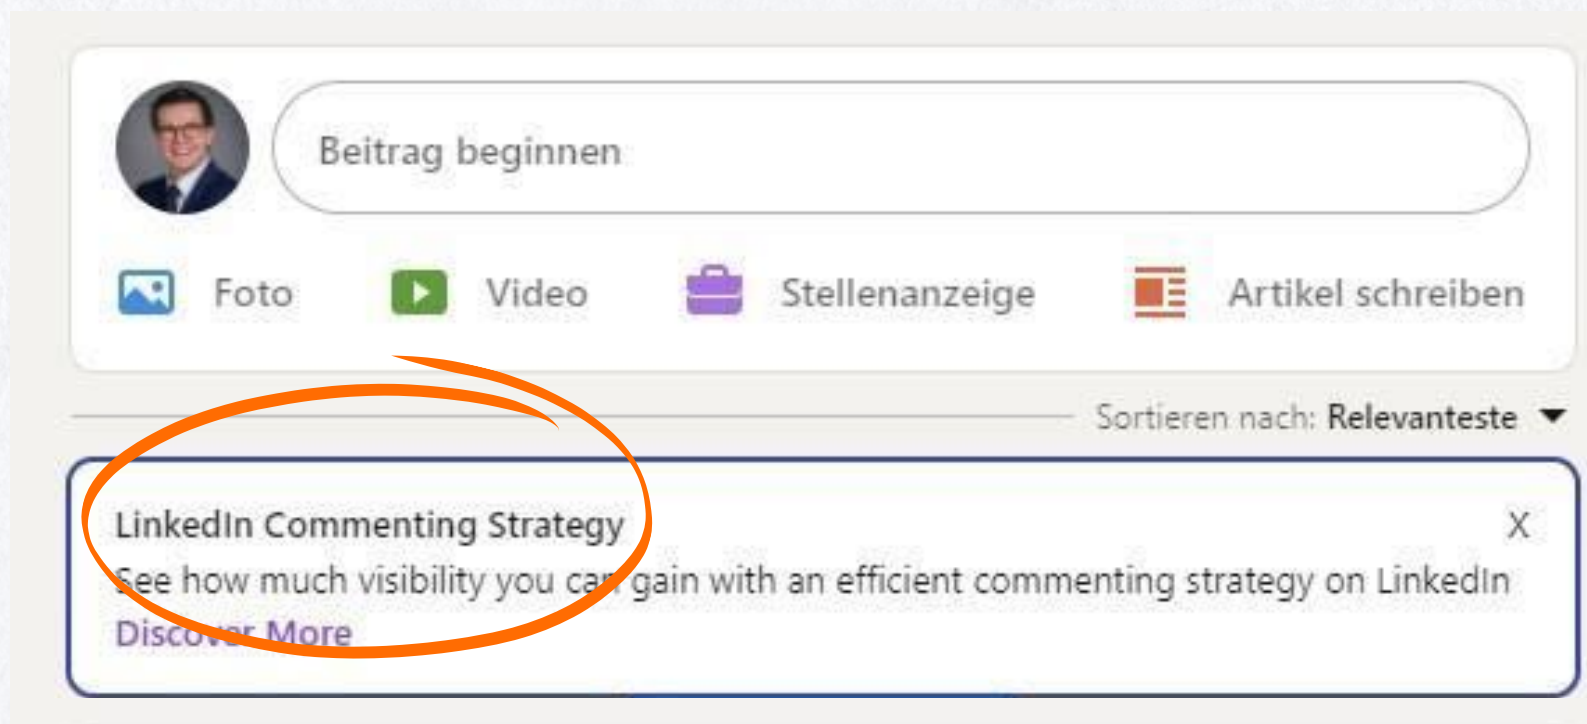 Beitrag beginnen
Foto Video Stellenanzeige Artikel schreiben
Sortieren nach: Relevanteste
LinkedIn Commenting Strategy X
See how much visibility you can gain with an efficient commenting strategy on LinkedIn
Discover More